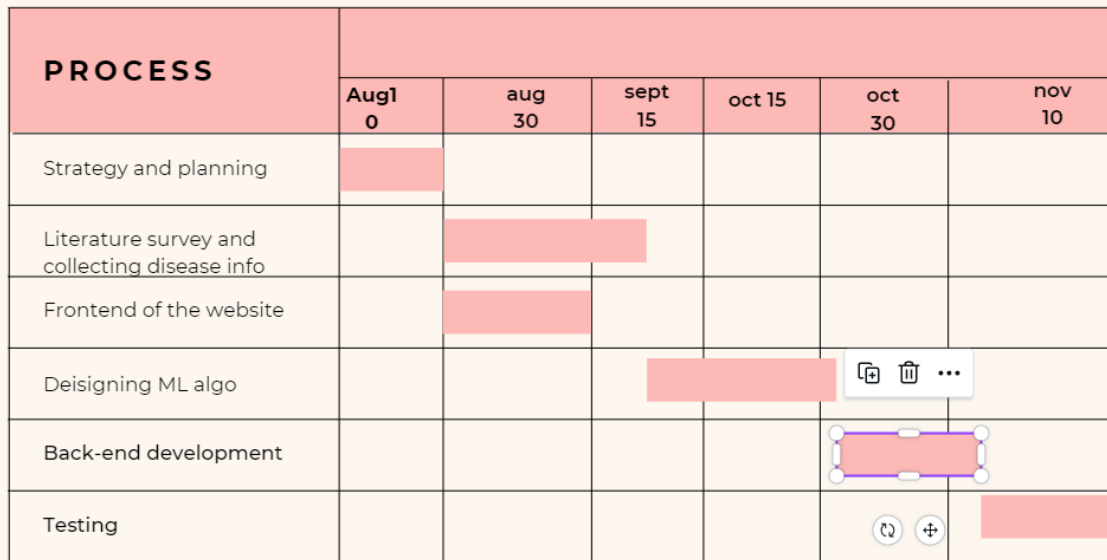 PROCESS
Aug1
0
aug
30
sept
15
oct 15
oct
30
nov
10
Strategy and planning
Literature survey and
collecting disease info
Frontend of the website
Deisigning ML algo
Back-end development
Testing